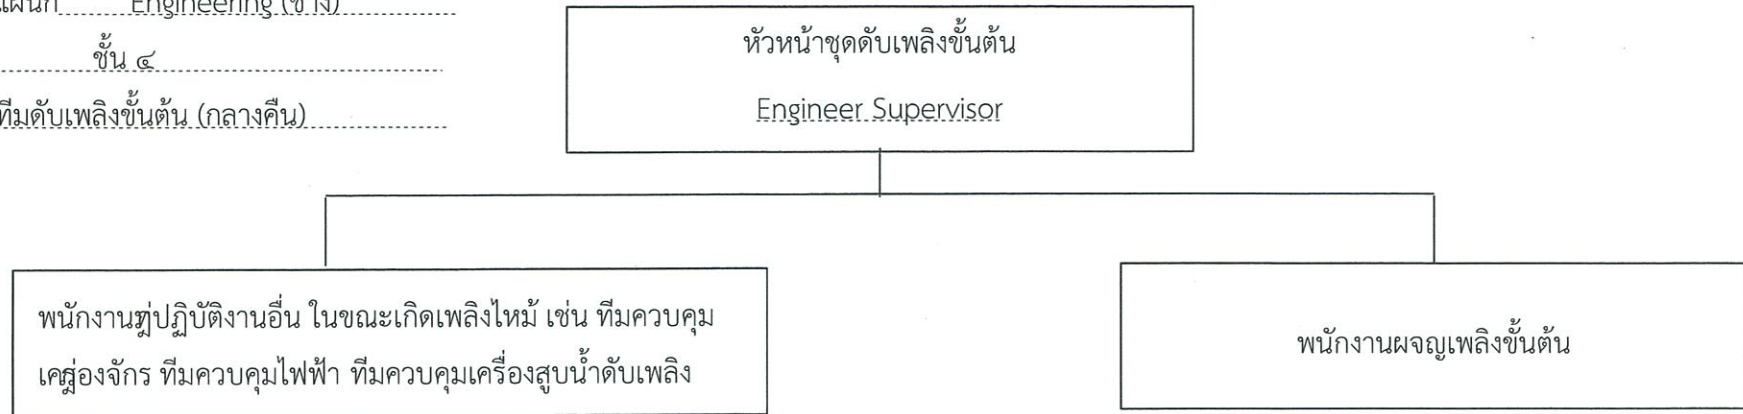 แผนก Engineering (ช่าง)
ชั้น ๔
ทีมดับเพลิงขั้นต้น (กลางคืน)
หัวหน้าชุดดับเพลิงขั้นต้น
Engineer Supervisor
พนักงานปฏิบัติงานอื่น ในขณะเกิดเพลิงไหม้ เช่น ทีมควบคุม
เครื่องจักร ทีมควบคุมไฟฟ้า ทีมควบคุมเครื่องสูบน้ำดับเพลิง
พนักงานผจญเพลิงขั้นต้น